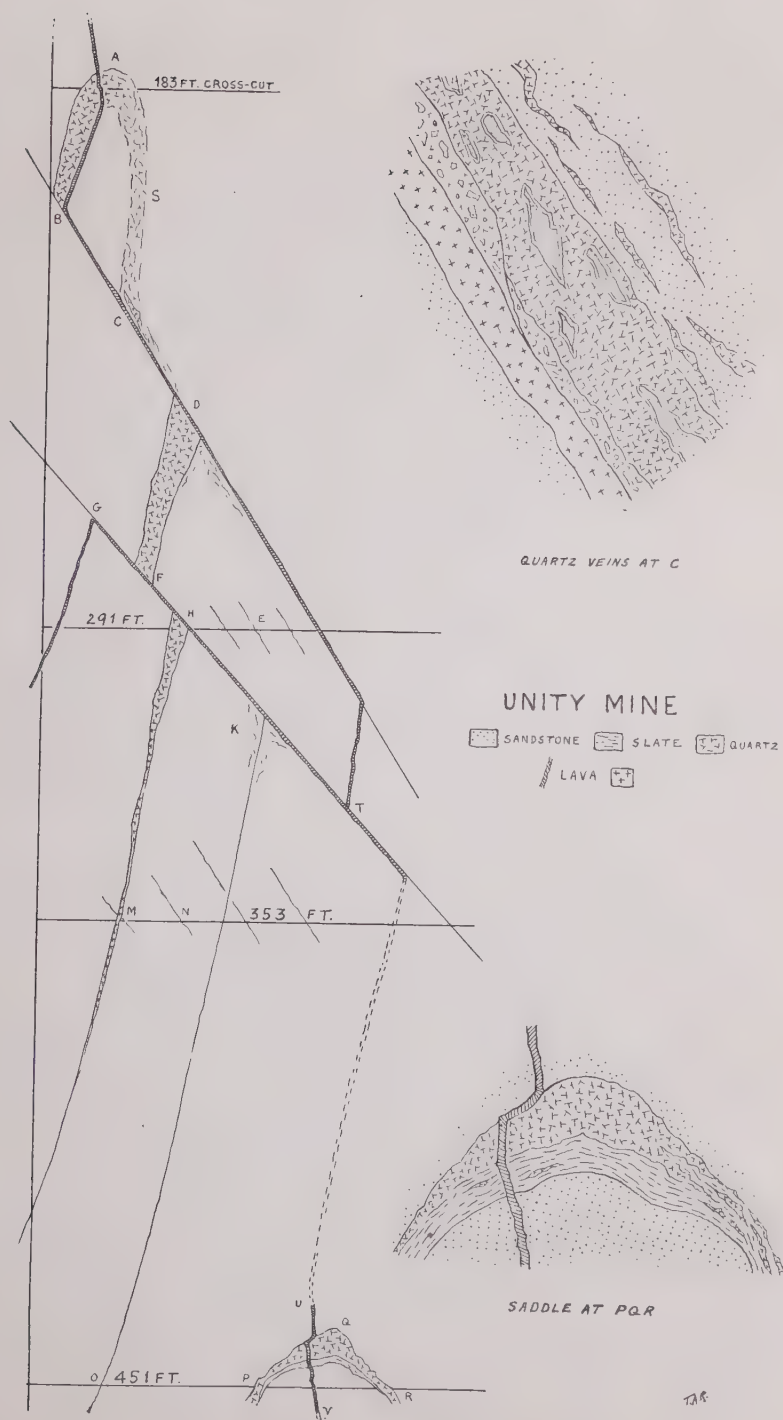 A
183 FT. CROSS-CUT
S
B
C
D
G
F
H
291 FT.
E
K
T
M
N
353 FT.
U
Q
O
451 FT.
P
R
V
QUARTZ VEINS AT C
UNITY MINE
SANDSTONE SLATE QUARTZ
LAVA
SADDLE AT PQR
T.A.R.